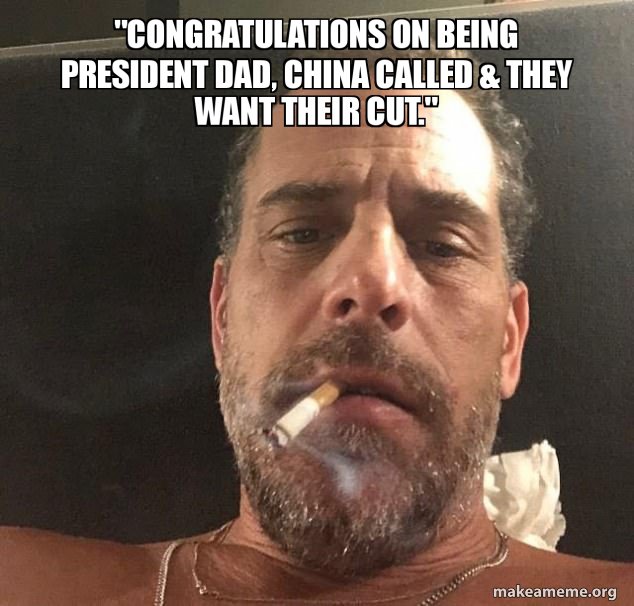 "CONGRATULATIONS ON BEING
PRESIDENT DAD, CHINA CALLED & THEY
WANT THEIR CUT."
makeameme.org